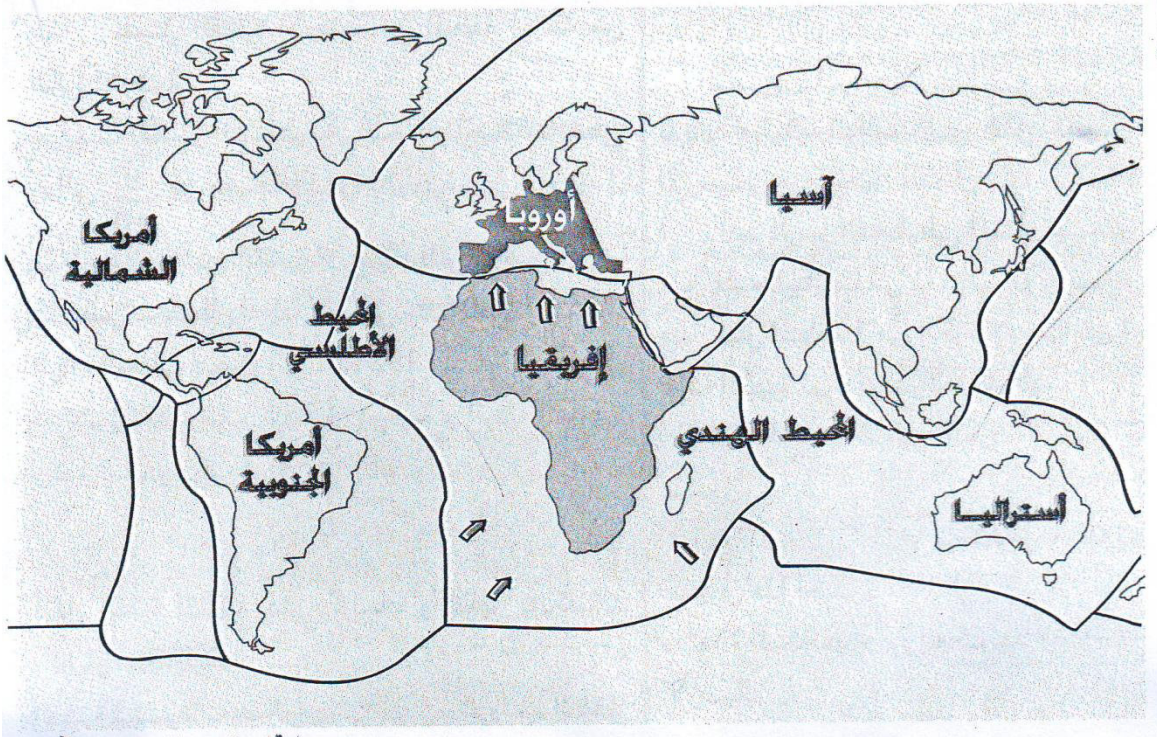 آسيا
أوروبا
أمريكا
الشمالية
المحيط
الأطلسي
إفريقيا
أمريكا
الجنوبية
المحيط الهندي
أستراليا